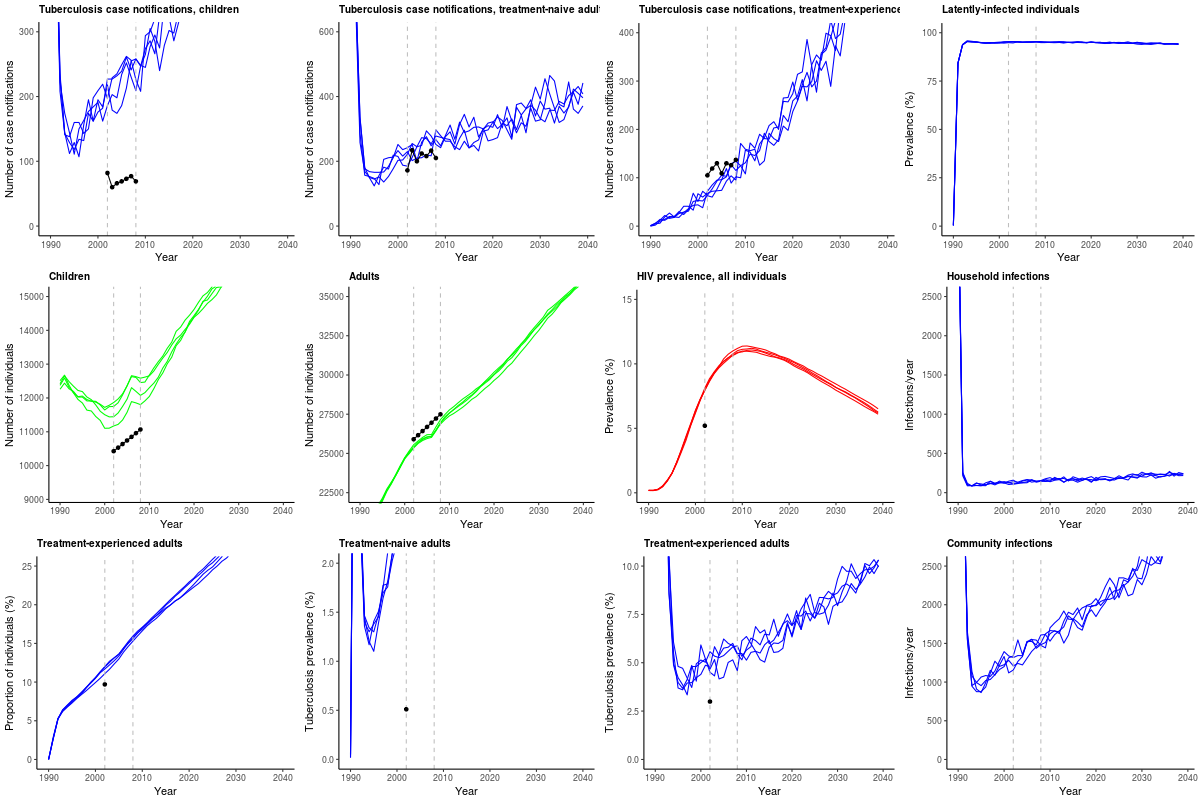 Tuberculosis case notifications, children
Number of case notifications
300
200
100
0
1990 2000 2010 2020 2030 2040
Year
Tuberculosis case notifications, treatment-naive adul
Number of case notifications
600
400
200
0
1990 2000 2010 2020 2030 2040
Year
Tuberculosis case notifications, treatment-experience
Number of case notifications
400
300
200
100
0
1990 2000 2010 2020 2030 2040
Year
Latently-infected individuals
Prevalence (%)
100
75
50
25
0
1990 2000 2010 2020 2030 2040
Year
Children
Number of individuals
15000
14000
13000
12000
11000
10000
9000
1990 2000 2010 2020 2030 2040
Year
Adults
Number of individuals
35000
32500
30000
27500
25000
22500
1990 2000 2010 2020 2030 2040
Year
HIV prevalence, all individuals
Prevalence (%)
15
10
5
0
1990 2000 2010 2020 2030 2040
Year
Household infections
Infections/year
2500
2000
1500
1000
500
0
1990 2000 2010 2020 2030 2040
Year
Treatment-experienced adults
Proportion of individuals (%)
25
20
15
10
5
0
1990 2000 2010 2020 2030 2040
Year
Treatment-naive adults
Tuberculosis prevalence (%)
2.0
1.5
1.0
0.5
0.0
1990 2000 2010 2020 2030 2040
Year
Treatment-experienced adults
Tuberculosis prevalence (%)
10.0
7.5
5.0
2.5
0.0
1990 2000 2010 2020 2030 2040
Year
Community infections
Infections/year
2500
2000
1500
1000
500
0
1990 2000 2010 2020 2030 2040
Year